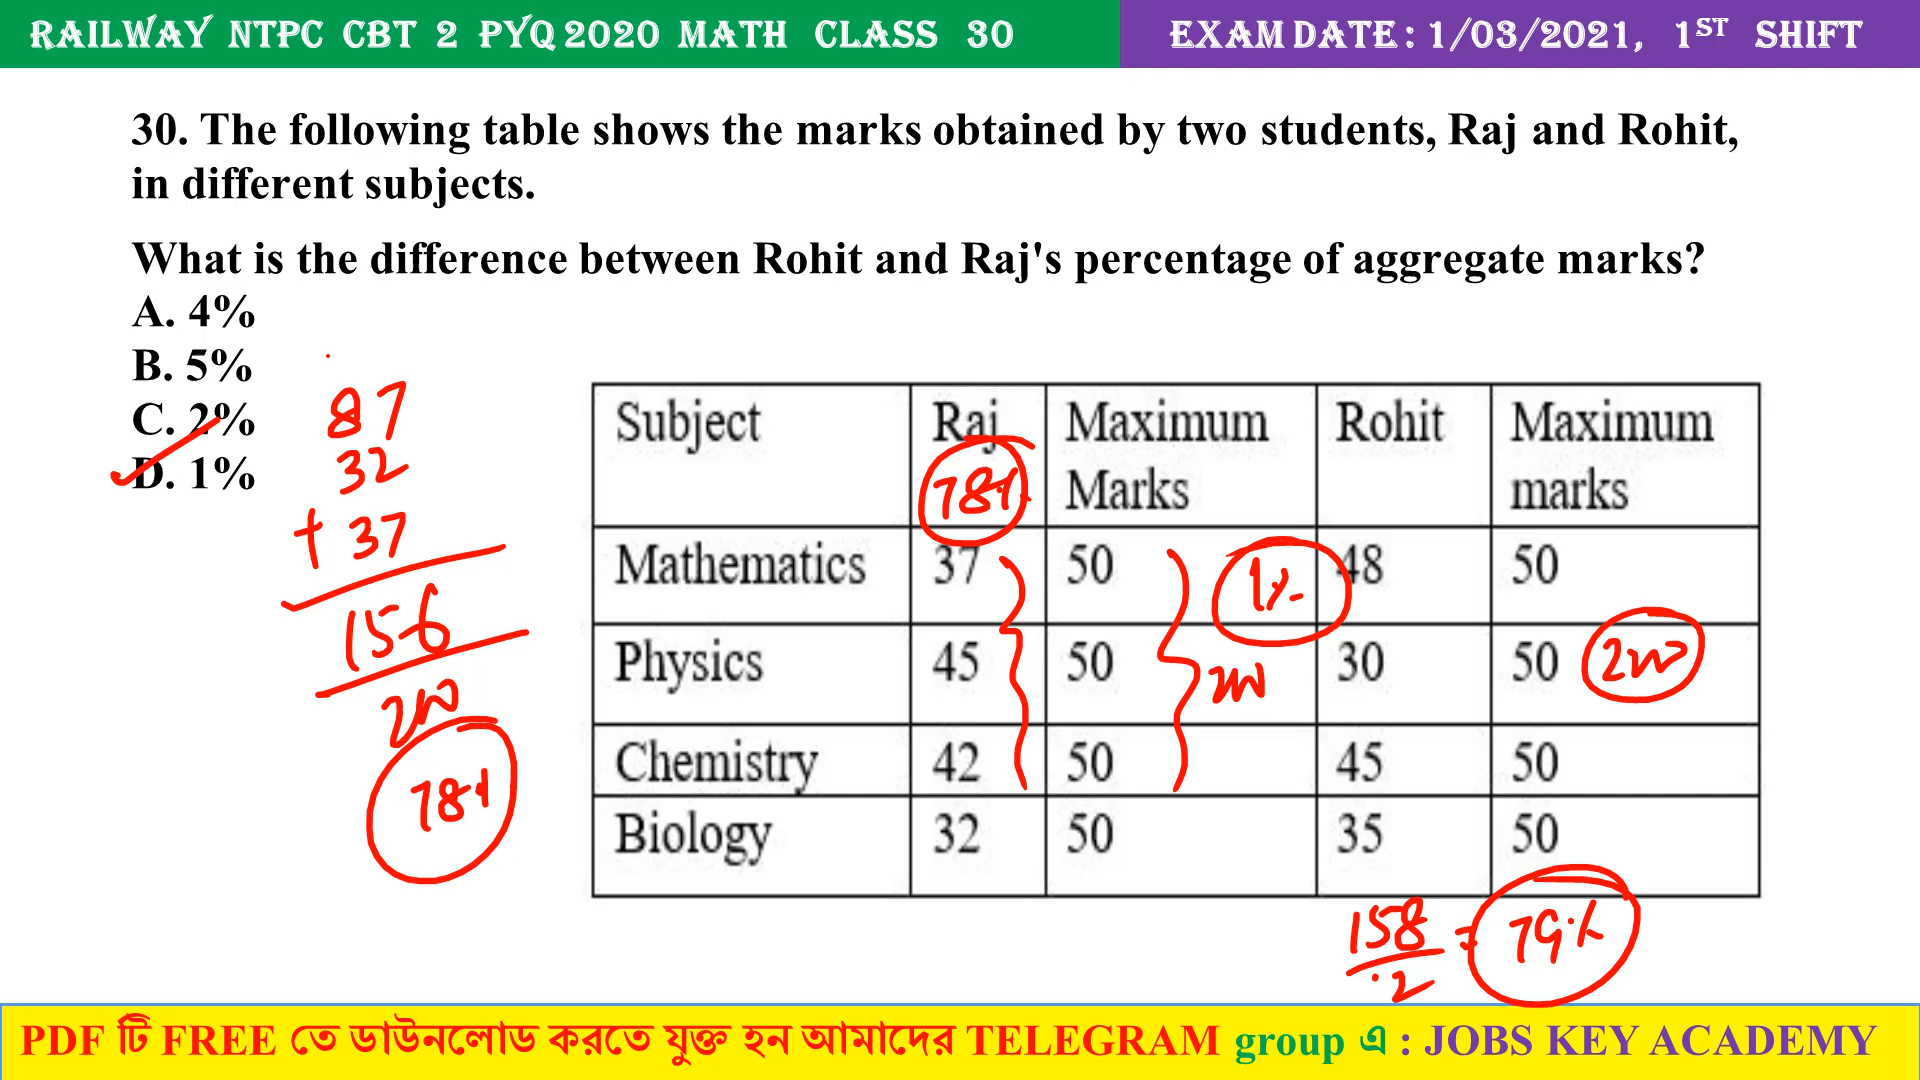 RAILWAY NTPC CBT 2 PYQ 2020 MATH CLASS 30
EXAM DATE : 1/03/2021, 1ST SHIFT
30. The following table shows the marks obtained by two students, Raj and Rohit,
in different subjects.
What is the difference between Rohit and Raj's percentage of aggregate marks?
A. 4%
B. 5%
C. 2%
D. 1%
87
32
+ 37
156
200
78%
Subject Raj Maximum Marks Rohit Maximum marks
78%
Mathematics 37 50 48 50
1%
Physics 45 50 30 50
200
200
Chemistry 42 50 45 50
Biology 32 50 35 50
158
2
= 79%
PDF টি FREE তে ডাউনলোড করতে যুক্ত হন আমাদের TELEGRAM group এ : JOBS KEY ACADEMY